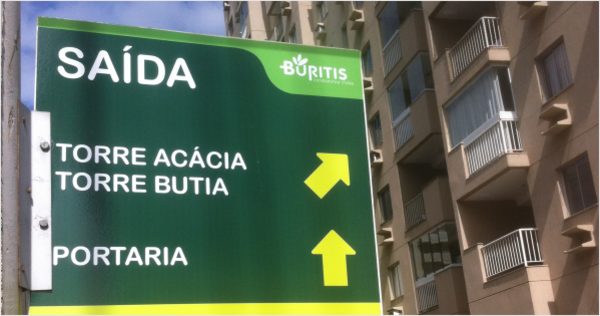 SAÍDA
BURITIS
TORRE ACÁCIA
TORRE BUTIA
PORTARIA